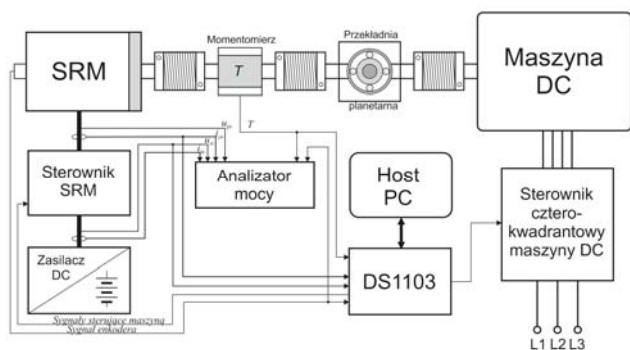 Momentomierz
Przekładnia
SRM
T
planetarna
Maszyna
DC
T
Sterownik
SRM
Analizator
mocy
Host
PC
Sterownik
cztero-
kwadrantowy
maszyny DC
Zasilacz
DC
DS1103
Sygnały sterujące maszyną
Sygnał enkodera
L1 L2 L3